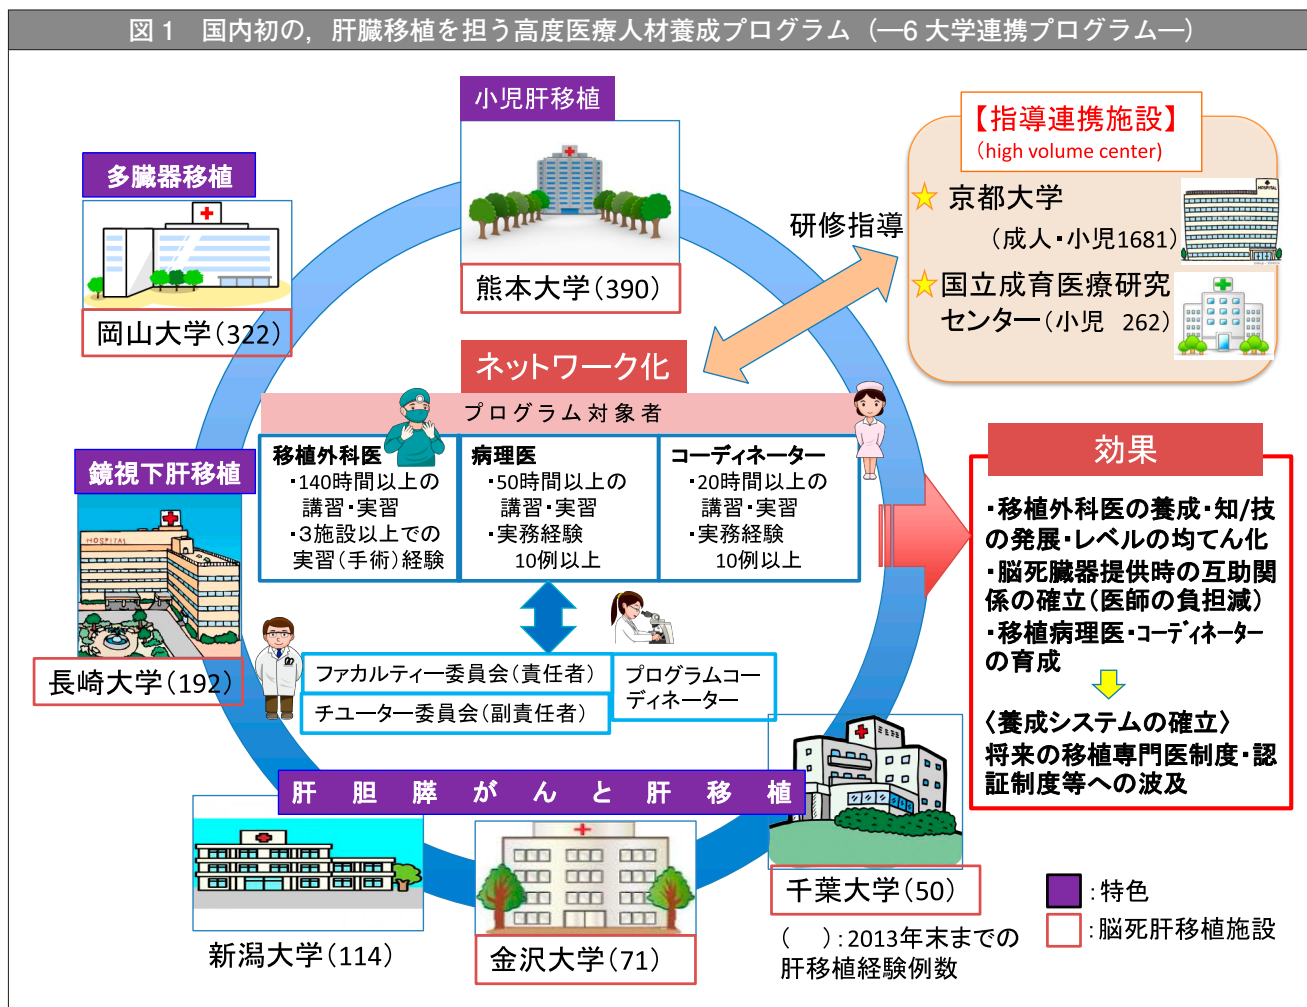 図1 国内初の，肝臓移植を担う高度医療人材養成プログラム（―6大学連携プログラム―）
小児肝移植
熊本大学（390）
多臓器移植
岡山大学（322）
【指導連携施設】
（high volume center）
京都大学
（成人・小児1681）
国立成育医療研究
センター（小児 262）
HOSPITAL
研修指導
ネットワーク化
プログラム対象者
移植外科医
・140時間以上の
講習・実習
・3施設以上での
実習（手術）経験
病理医
・50時間以上の
講習・実習
・実務経験
10例以上
コーディネーター
・20時間以上の
講習・実習
・実務経験
10例以上
鏡視下肝移植
HOSPITAL
長崎大学（192）
ファカルティー委員会（責任者）
チューター委員会（副責任者）
プログラムコー
ディネーター
効果
・移植外科医の養成・知/技
の発展・レベルの均てん化
・脳死臓器提供時の互助関
係の確立（医師の負担減）
・移植病理医・コーディネーター
の育成
〈養成システムの確立〉
将来の移植専門医制度・認
証制度等への波及
肝胆膵がんと肝移植
新潟大学（114）
金沢大学（71）
千葉大学（50）
（ ）：2013年末までの
肝移植経験例数
：特色
：脳死肝移植施設